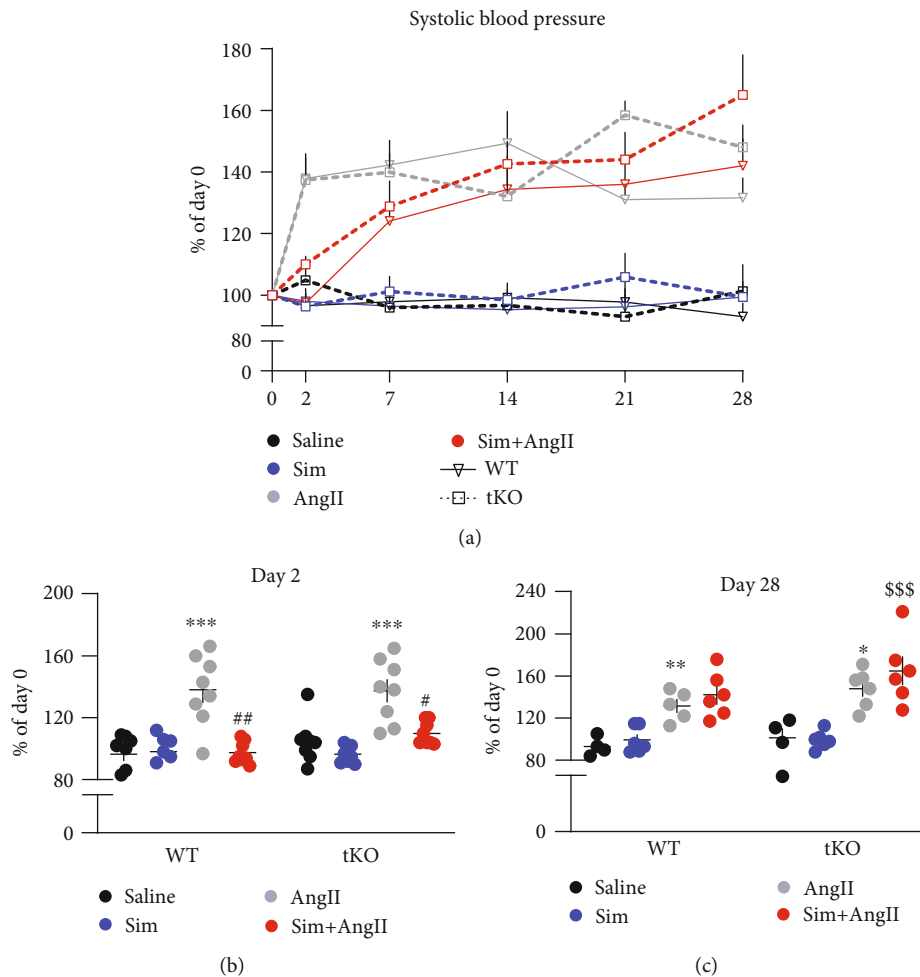 Systolic blood pressure
180
160
140
120
100
80
0
% of day 0
0 2 7 14 21 28
Saline
Sim
AngII
Sim+AngII
WT
tKO
(a)
Day 2
200
160
120
80
0
% of day 0
***
##
***
#
WT tKO
Saline
Sim
AngII
Sim+AngII
(b)
Day 28
240
200
160
120
80
0
% of day 0
**
*
$$$
WT tKO
Saline
Sim
AngII
Sim+AngII
(c)